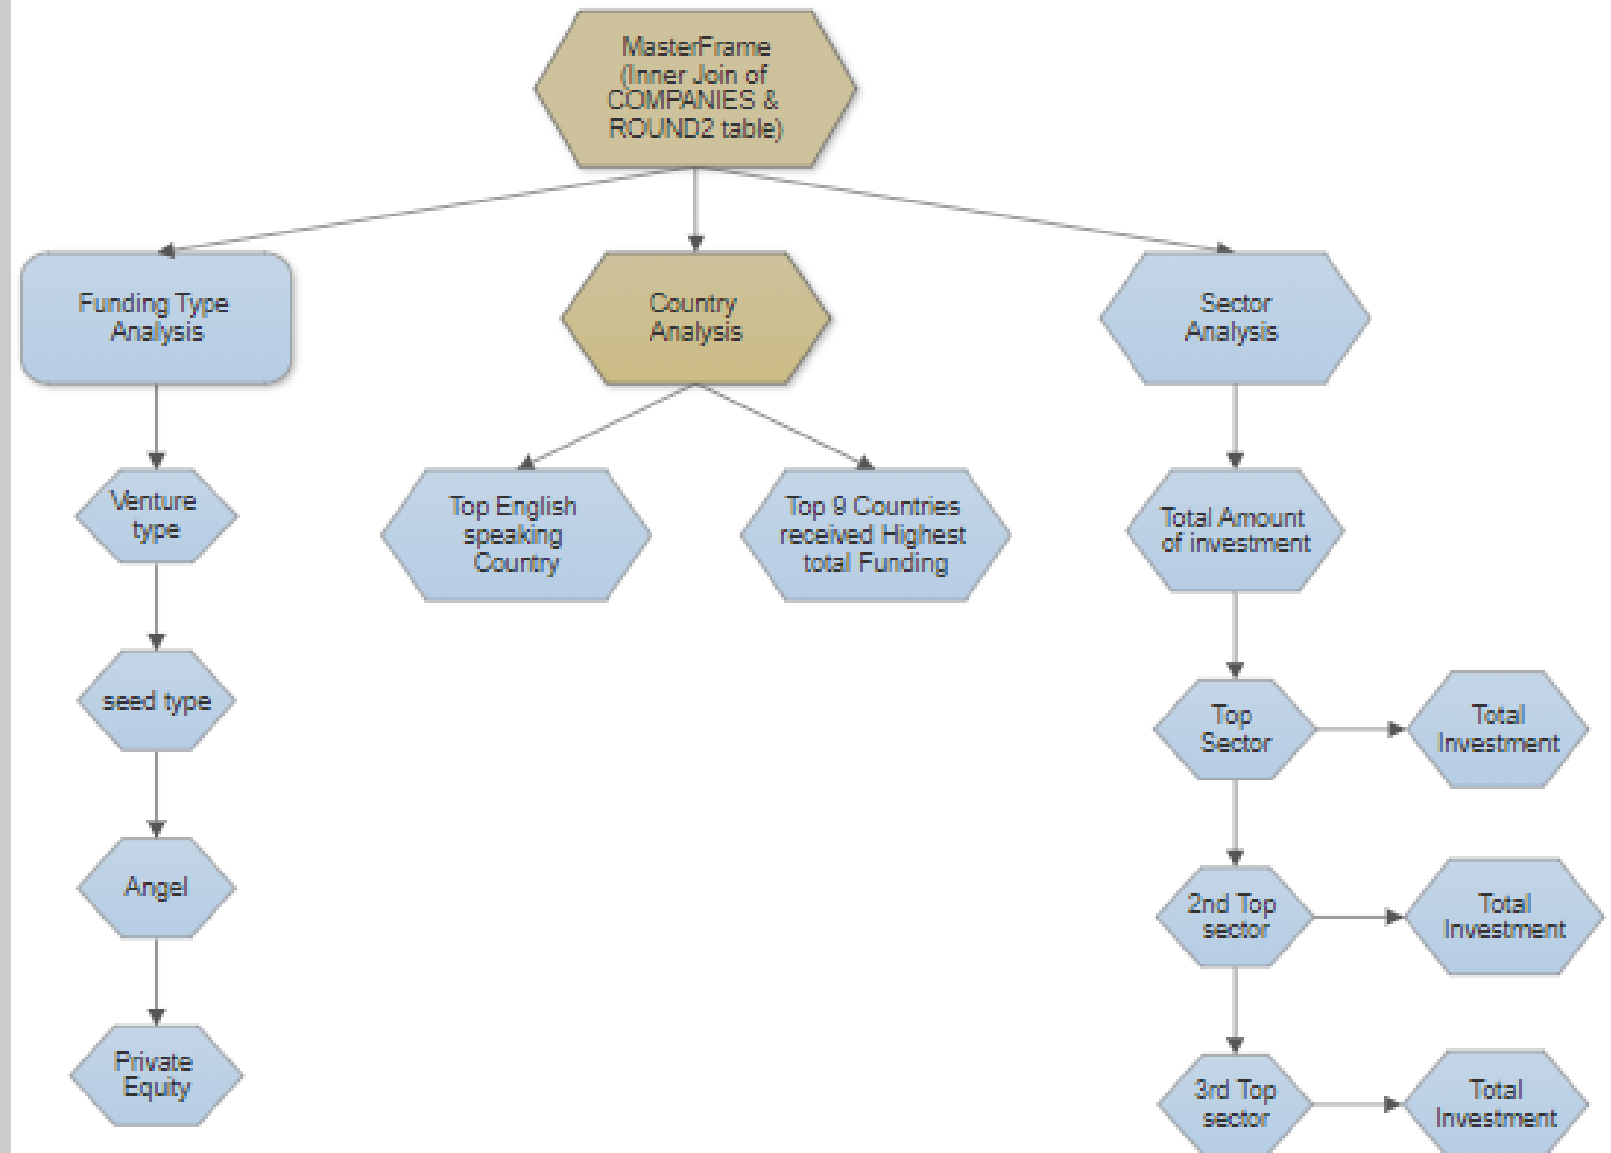 MasterFrame
(Inner Join of
COMPANIES &
ROUND2 table)
Funding Type
Analysis
Country
Analysis
Sector
Analysis
Venture
type
Top English
speaking
Country
Top 9 Countries
received Highest
total Funding
Total Amount
of investment
seed type
Top
Sector
Total
Investment
Angel
2nd Top
sector
Total
Investment
Private
Equity
3rd Top
sector
Total
Investment